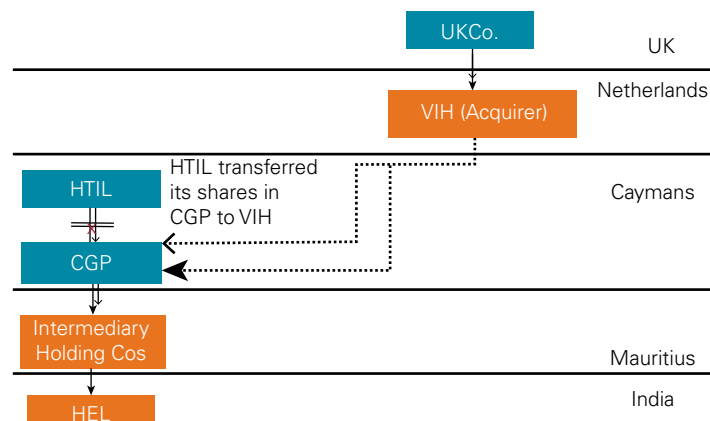 UKCo.
UK
Netherlands
VIH (Acquirer)
HTIL transferred
its shares in
CGP to VIH
HTIL
Caymans
CGP
Intermediary
Holding Cos
Mauritius
India
HEL